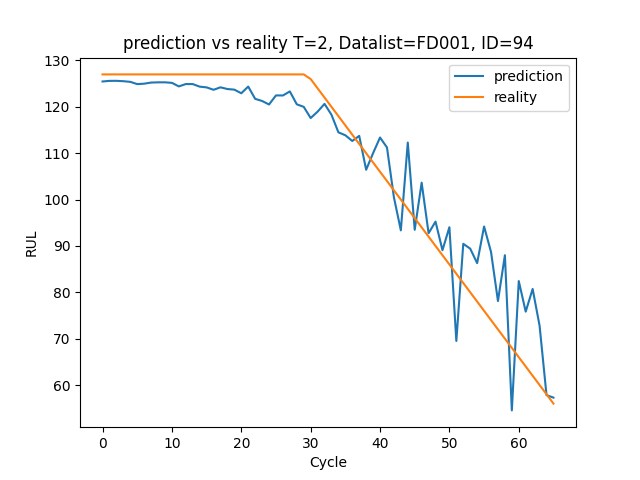 prediction vs reality T=2, Datalist=FD001, ID=94
prediction
reality
130
120
110
100
90
80
70
60
RUL
0 10 20 30 40 50 60
Cycle